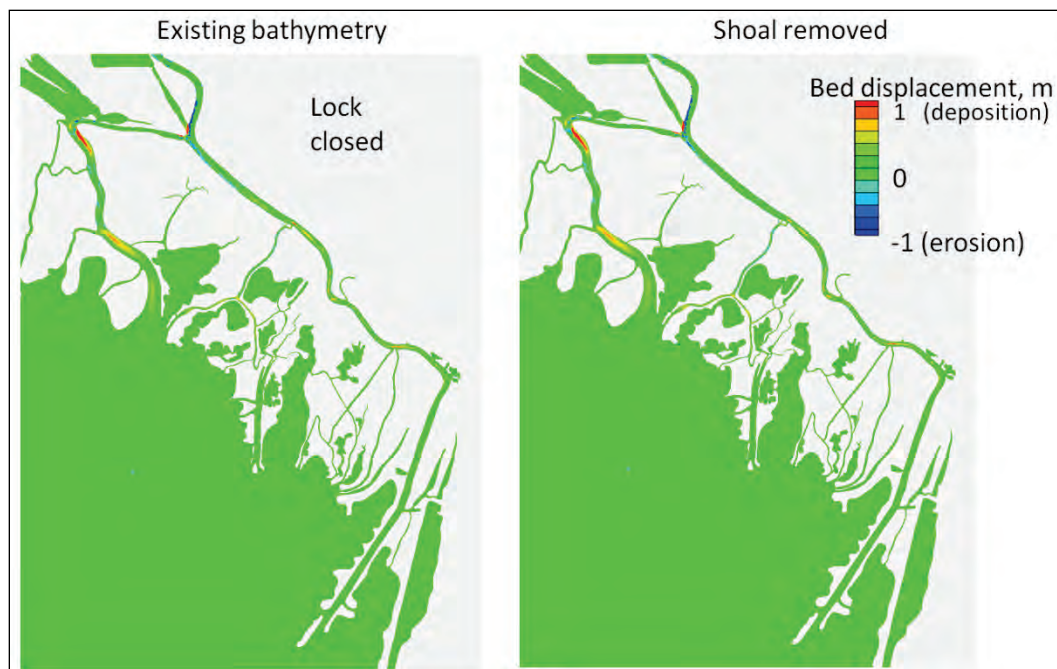 Existing bathymetry
Shoal removed
Lock
closed
Bed displacement, m
1 (deposition)
0
-1 (erosion)